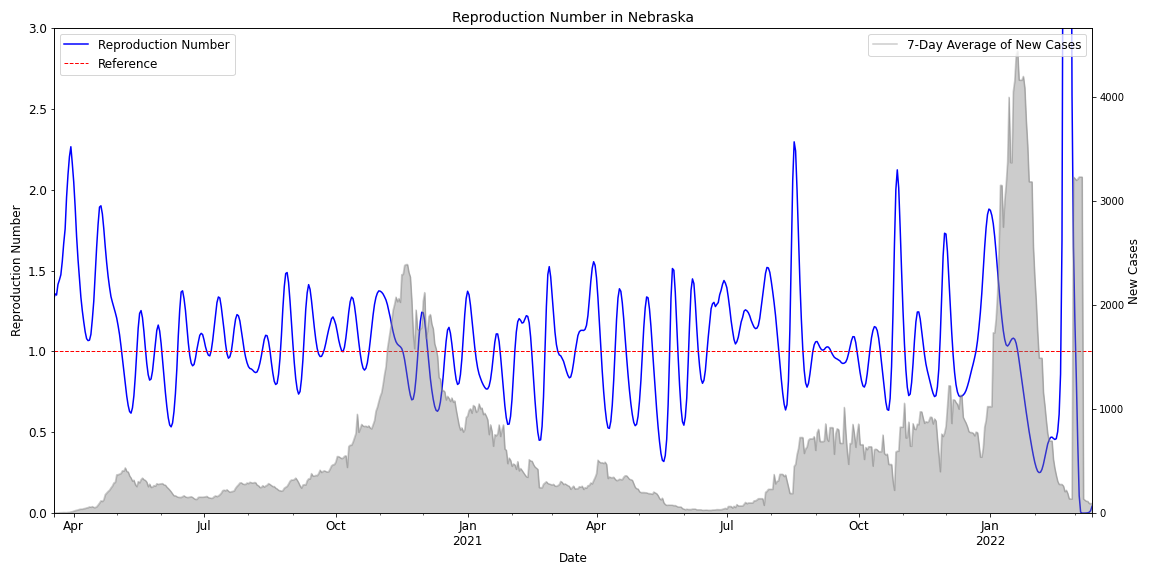 Reproduction Number in Nebraska
Reproduction Number
Reference
7-Day Average of New Cases
3.0
2.5
2.0
1.5
1.0
0.5
0.0
Reproduction Number
4000
3000
2000
1000
0
New Cases
Apr
Jul
Oct
Jan
2021
Apr
Jul
Oct
Jan
2022
Date